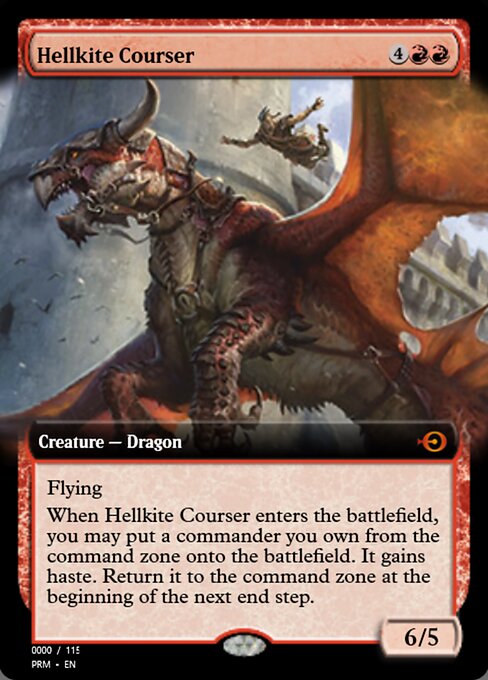 Hellkite Courser 4
Creature — Dragon
Flying
When Hellkite Courser enters the battlefield,
you may put a commander you own from the
command zone onto the battlefield. It gains
haste. Return it to the command zone at the
beginning of the next end step.
6/5
0000 / 115
PRM • EN